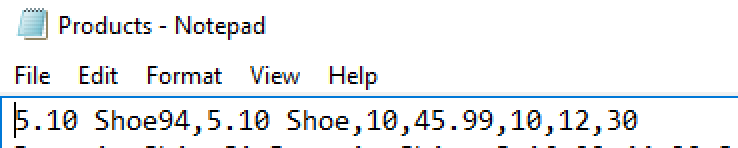 Products - Notepad
File Edit Format View Help
5.10 Shoe94,5.10 Shoe,10,45.99,10,12,30